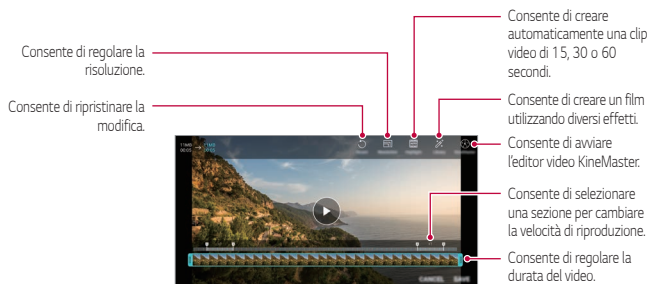 Consente di regolare la
risoluzione.
Consente di ripristinare la
modifica.
Consente di creare
automaticamente una clip
video di 15, 30 o 60
secondi.
Consente di creare un film
utilizzando diversi effetti.
Consente di avviare
l'editor video KineMaster.
Consente di selezionare
una sezione per cambiare
la velocità di riproduzione.
Consente di regolare la
durata del video.
CANCEL SAVE